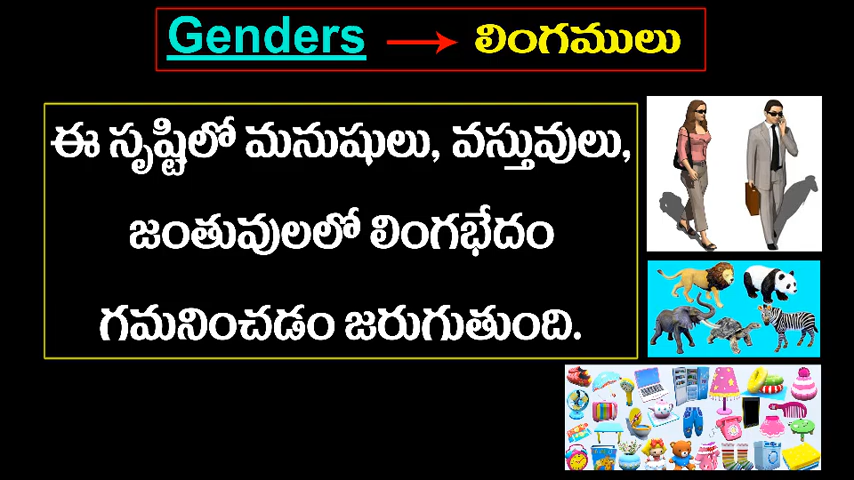 Genders → లింగములు
ఈ సృష్టిలో మనుషులు, వస్తువులు,
జంతువులలో లింగభేదం
గమనించడం జరుగుతుంది.